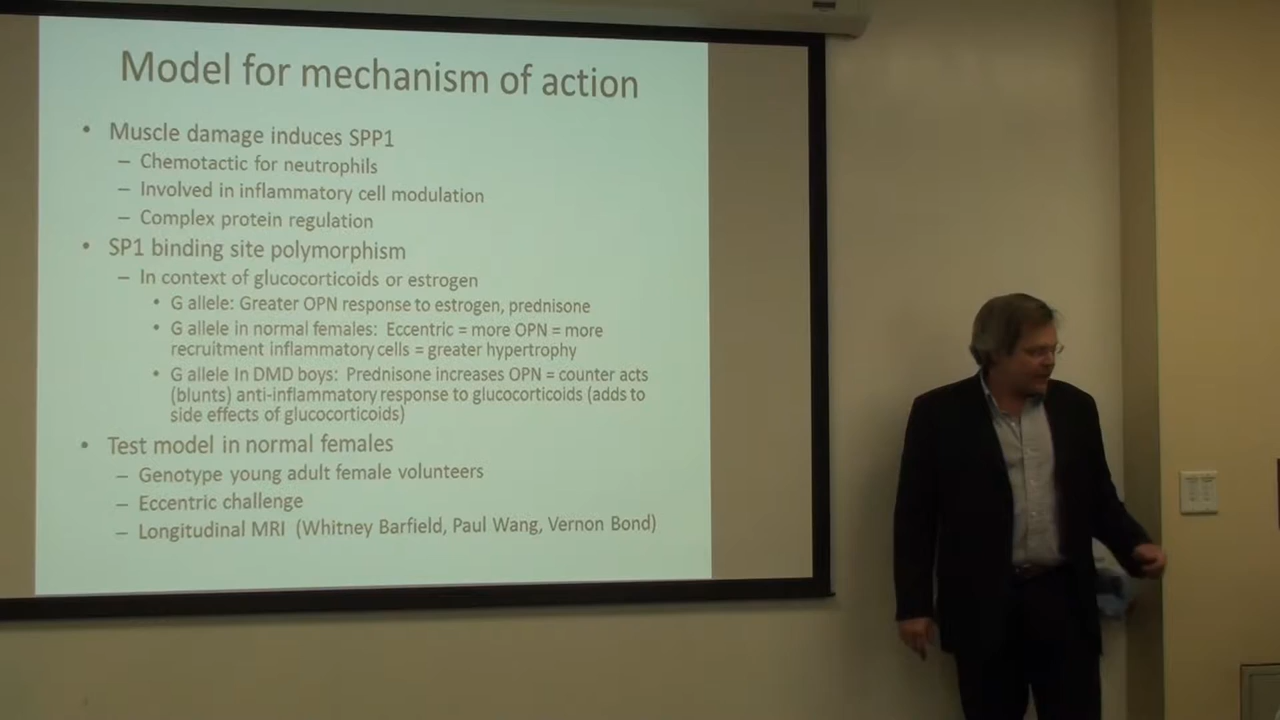 Model for mechanism of action
• Muscle damage induces SPP1
– Chemotactic for neutrophils
– Involved in inflammatory cell modulation
– Complex protein regulation
• SP1 binding site polymorphism
– In context of glucocorticoids or estrogen
• G allele: Greater OPN response to estrogen, prednisone
• G allele in normal females: Eccentric = more OPN = more
recruitment inflammatory cells = greater hypertrophy
• G allele In DMD boys: Prednisone increases OPN = counter acts
(blunts) anti-inflammatory response to glucocorticoids (adds to
side effects of glucocorticoids)
• Test model in normal females
– Genotype young adult female volunteers
– Eccentric challenge
– Longitudinal MRI (Whitney Barfield, Paul Wang, Vernon Bond)